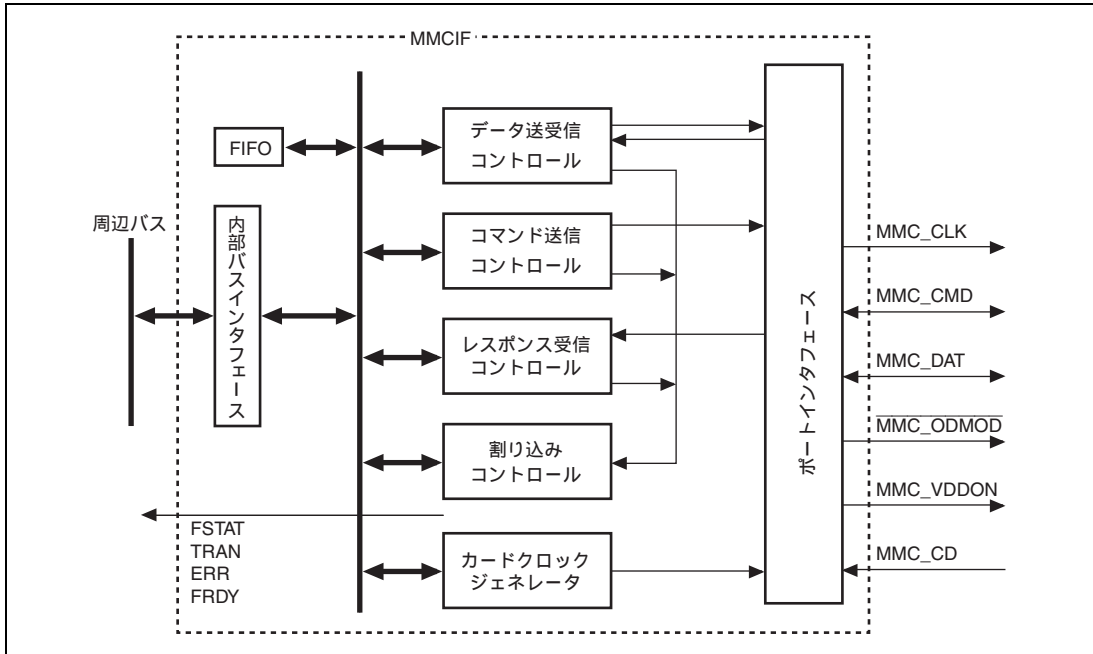 MMCIF
データ送受信
コントロール
FIFO
周辺バス
内部バスインタフェース
コマンド送信
コントロール
レスポンス受信
コントロール
割り込み
コントロール
FSTAT
TRAN
ERR
FRDY
カードクロック
ジェネレータ
ポートインタフェース
MMC_CLK
MMC_CMD
MMC_DAT
MMC_ODMOD
MMC_VDDON
MMC_CD